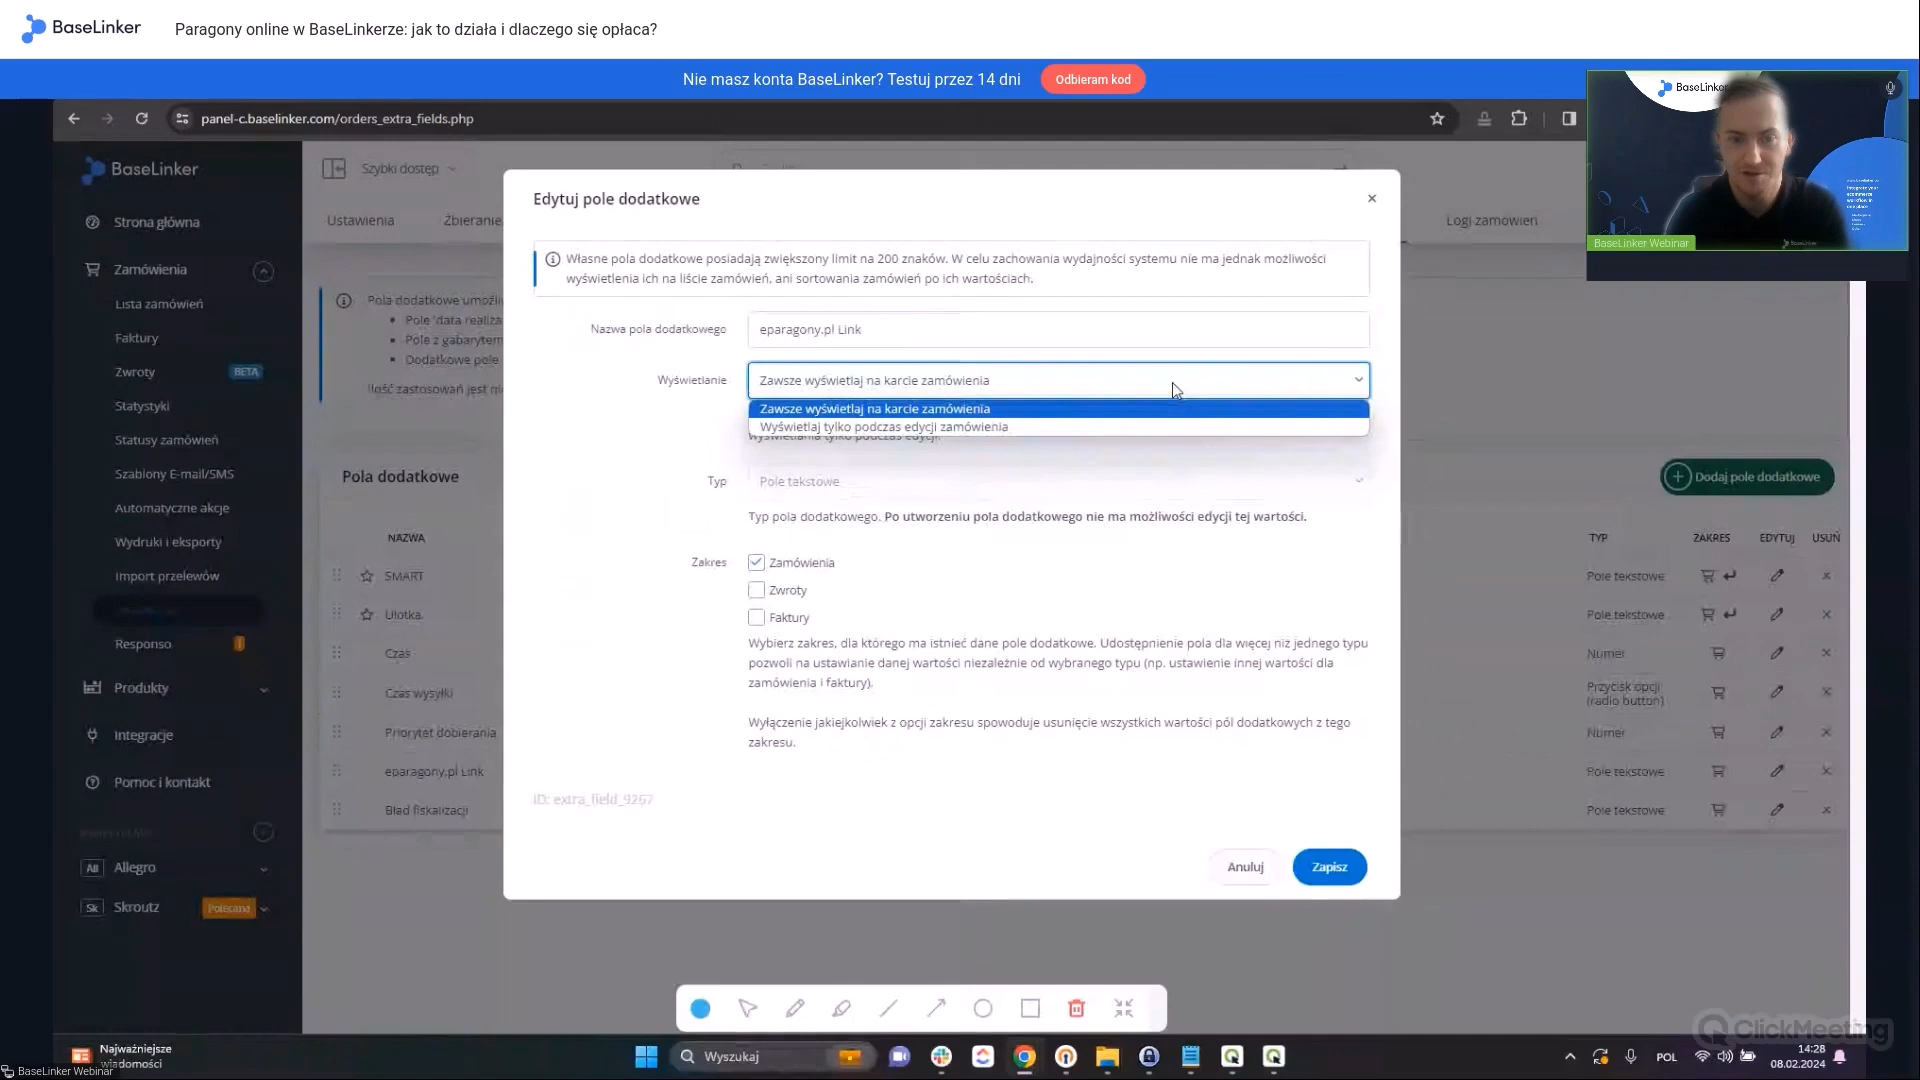 BaseLinker
Paragony online w BaseLinkerze: jak to działa i dlaczego się opłaca?
Nie masz konta BaseLinker? Testuj przez 14 dni
Odbieram kod
panel-c.baselinker.com/orders_extra_fields.php
BaseLinker
BaseLinker Webinar
BaseLinker
Szybki dostęp
Strona główna
Ustawienia
Zbieranie
Logi zamówień
Zamówienia
Lista zamówień
Faktury
Zwroty
BETA
Statystyki
Statusy zamówień
Szablony E-mail/SMS
Automatyczne akcje
Wydruki i eksporty
Import przelewów
Responso
Produkty
Integracje
Pomoc i kontakt
All
Allegro
Sk
Skroutz
Polecana
Pola dodatkowe umożli
Pole 'data realiza
Pole z gabarytem
Dodatkowe pole
Ilość zastosowań jest ni
Pola dodatkowe
Dodaj pole dodatkowe
NAZWA
TYP
ZAKRES
EDYTUJ
USUŃ
SMART
Pole tekstowe
Ulotka
Pole tekstowe
Czas
Numer
Czas wysyłki
Przycisk opcji
(radio button)
Priorytet dobierania
Numer
eparagony.pl Link
Pole tekstowe
Błąd fiskalizacji
Pole tekstowe
Edytuj pole dodatkowe
Własne pola dodatkowe posiadają zwiększony limit na 200 znaków. W celu zachowania wydajności systemu nie ma jednak możliwości
wyświetlenia ich na liście zamówień, ani sortowania zamówień po ich wartościach.
Nazwa pola dodatkowego
eparagony.pl Link
Wyświetlanie
Zawsze wyświetlaj na karcie zamówienia
Zawsze wyświetlaj na karcie zamówienia
Wyświetlaj tylko podczas edycji zamówienia
wyświetlania tylko podczas edycji.
Typ
Pole tekstowe
Typ pola dodatkowego. Po utworzeniu pola dodatkowego nie ma możliwości edycji tej wartości.
Zakres
Zamówienia
Zwroty
Faktury
Wybierz zakres, dla którego ma istnieć dane pole dodatkowe. Udostępnienie pola dla więcej niż jednego typu
pozwoli na ustawianie danej wartości niezależnie od wybranego typu (np. ustawienie innej wartości dla
zamówienia i faktury).
Wyłączenie jakiejkolwiek z opcji zakresu spowoduje usunięcie wszystkich wartości pól dodatkowych z tego
zakresu.
ID: extra_field_9267
Anuluj
Zapisz
ClickMeeting
Najważniejsze
wiadomości
Wyszukaj
POL
14:28
08.02.2024
BaseLinker Webinar